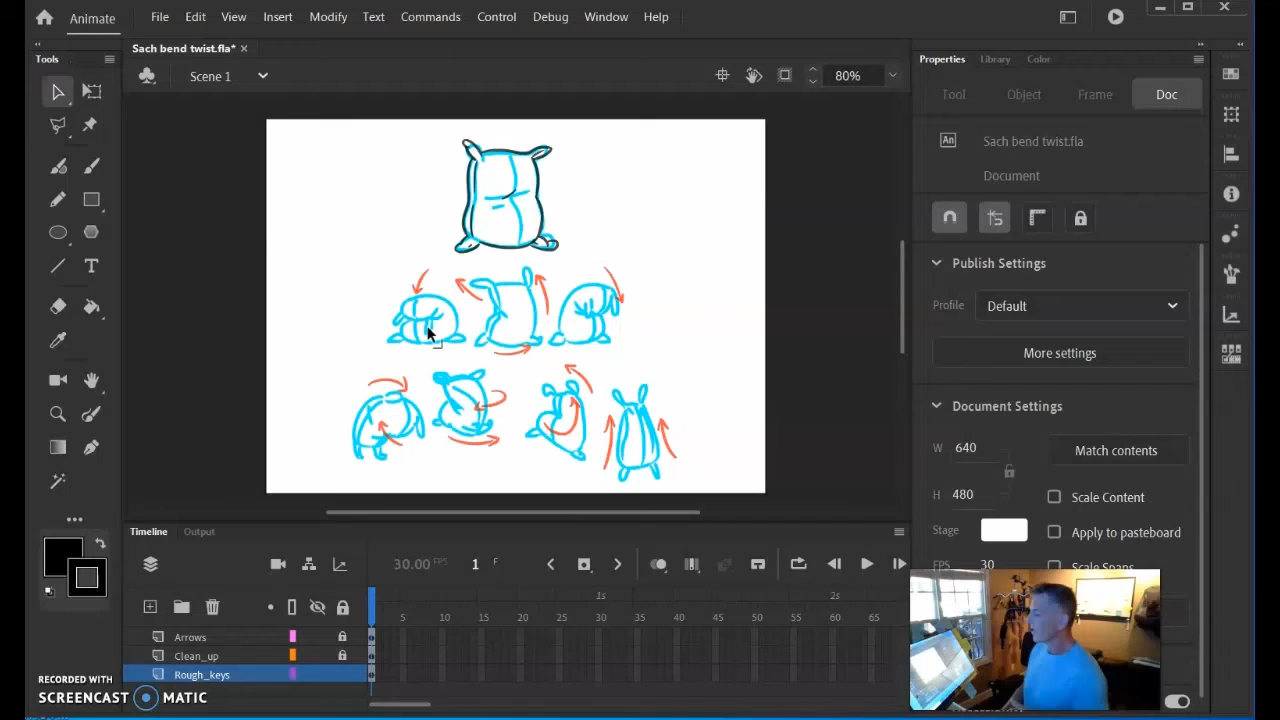 Animate
File Edit View Insert Modify Text Commands Control Debug Window Help
Sach bend twist.fla*
Scene 1
80%
Tools
Properties Library Color
Tool Object Frame Doc
An
Sach bend twist.fla
Document
Publish Settings
Profile Default
More settings
Document Settings
W 640
Match contents
H 480
Scale Content
Stage
Apply to pasteboard
FPS 30
Scale Spans
Timeline Output
30.00 FPS 1 F
1s 2s
5 10 15 20 25 30 35 40 45 50 55 60 65
Arrows
Clean_up
Rough_keys
RECORDED WITH
SCREENCAST MATIC